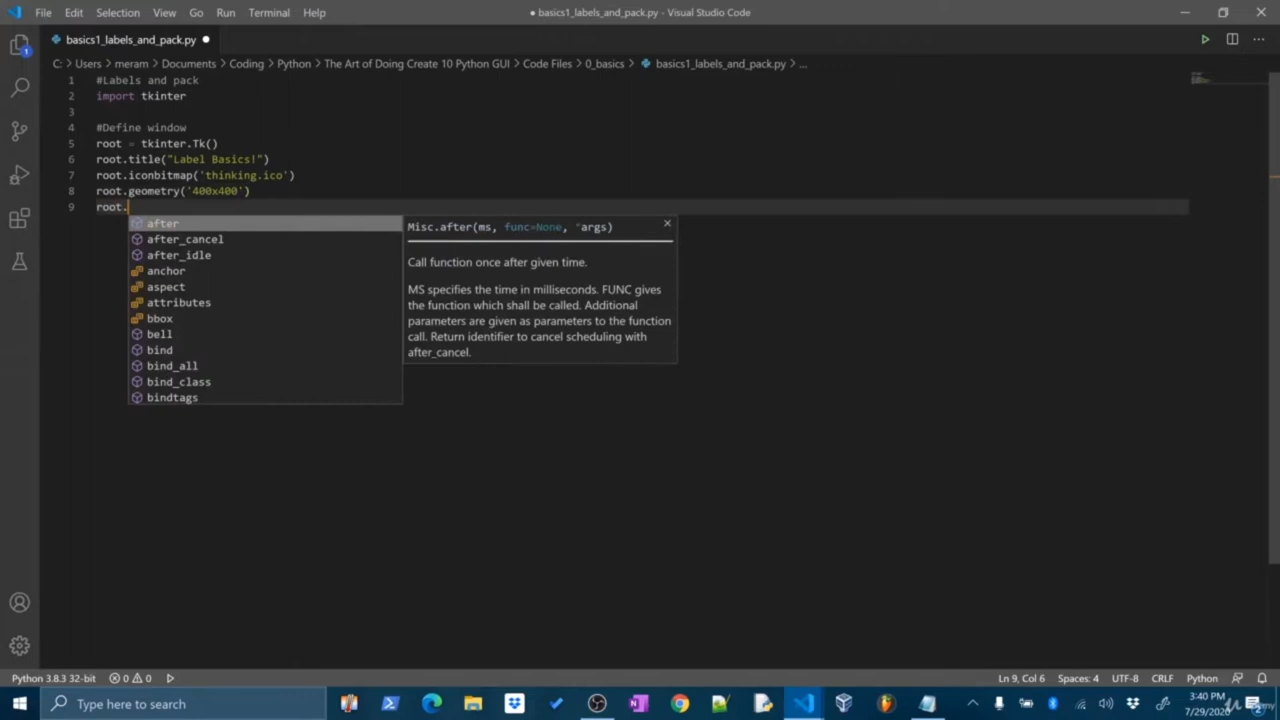 File Edit Selection View Go Run Terminal Help
● basics1_labels_and_pack.py - Visual Studio Code
basics1_labels_and_pack.py ●
C: > Users > meram > Documents > Coding > Python > The Art of Doing Create 10 Python GUI > Code Files > 0_basics > basics1_labels_and_pack.py > ...
1 #Labels and pack
2 import tkinter
3
4 #Define window
5 root = tkinter.Tk()
6 root.title("Label Basics!")
7 root.iconbitmap('thinking.ico')
8 root.geometry('400x400')
9 root.
after
after_cancel
after_idle
anchor
aspect
attributes
bbox
bell
bind
bind_all
bind_class
bindtags
Misc.after(ms, func=None, *args)
Call function once after given time.
MS specifies the time in milliseconds. FUNC gives
the function which shall be called. Additional
parameters are given as parameters to the function
call. Return identifier to cancel scheduling with
after_cancel.
1
Python 3.8.3 32-bit 0 0 Ln 9, Col 6 Spaces: 4 UTF-8 CRLF Python
Type here to search
3:40 PM
7/29/2020
2